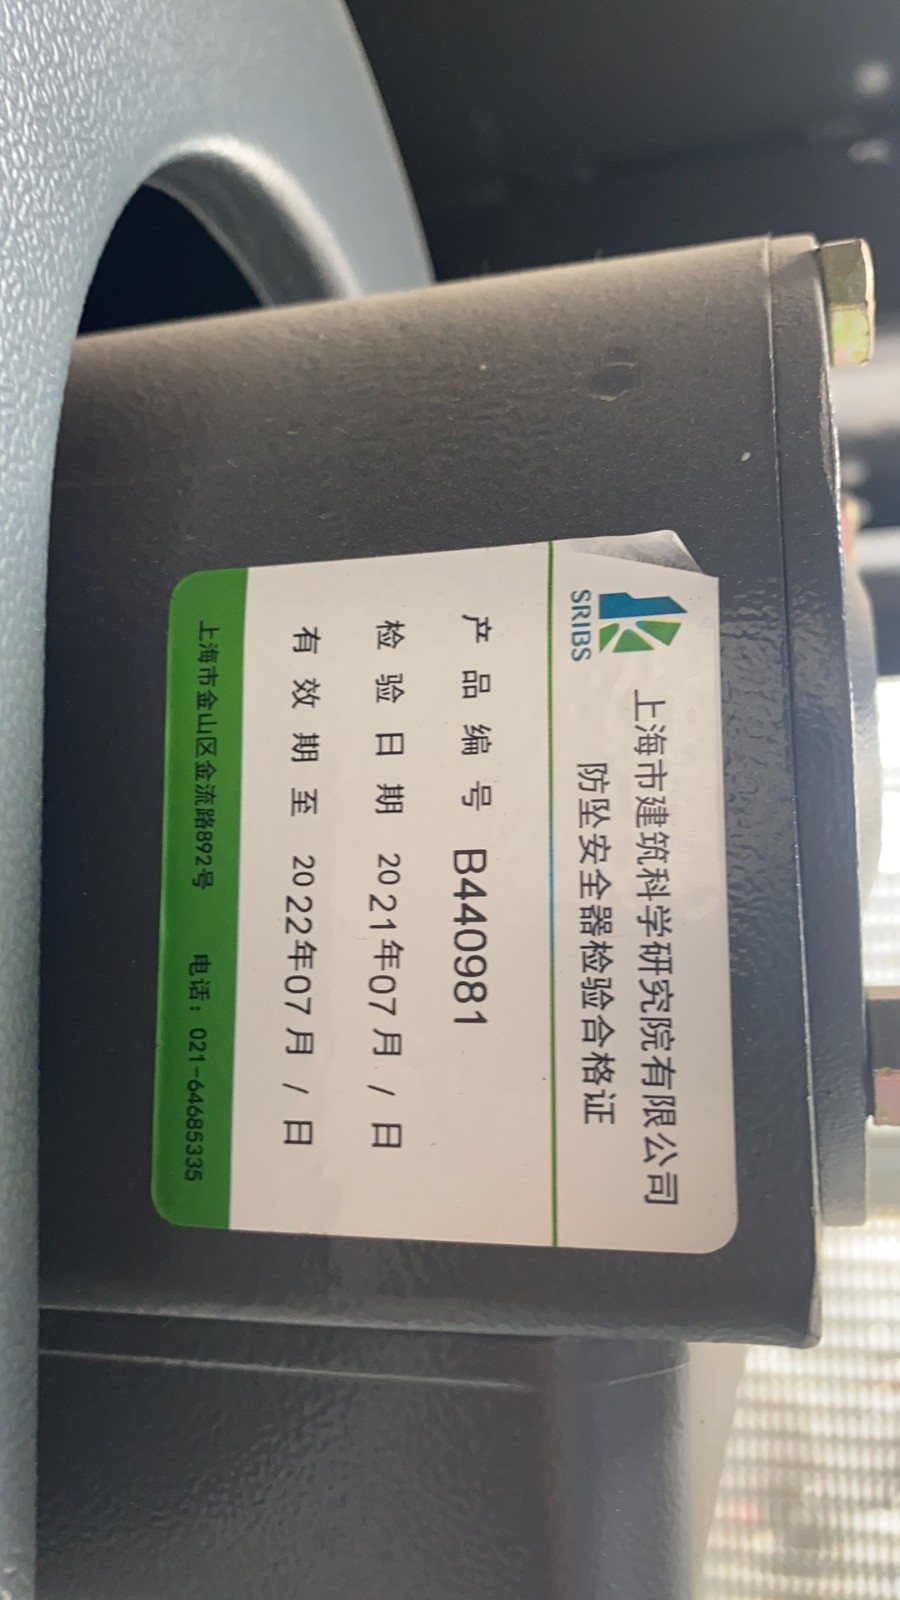 SRIBS
上海市建筑科学研究院有限公司
防坠安全器检验合格证
产品编号 B440981
检验日期 2021年07月 / 日
有效期至 2022年07月 / 日
上海市金山区金流路892号 电话：021-64685335